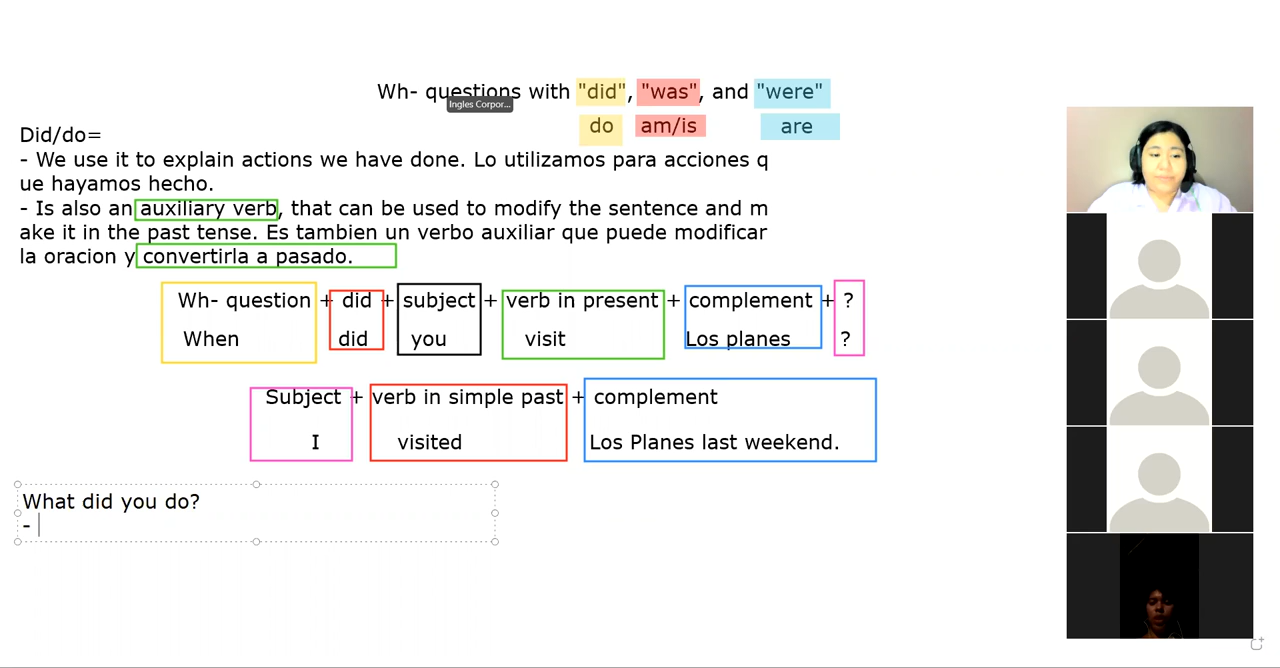 Wh- questions with "did", "was", and "were"
Ingles Corpor...
do am/is are
Did/do=
- We use it to explain actions we have done. Lo utilizamos para acciones q
ue hayamos hecho.
- Is also an auxiliary verb, that can be used to modify the sentence and m
ake it in the past tense. Es tambien un verbo auxiliar que puede modificar
la oracion y convertirla a pasado.
Wh- question + did + subject + verb in present + complement + ?
When did you visit Los planes ?
Subject + verb in simple past + complement
I visited Los Planes last weekend.
What did you do?
-